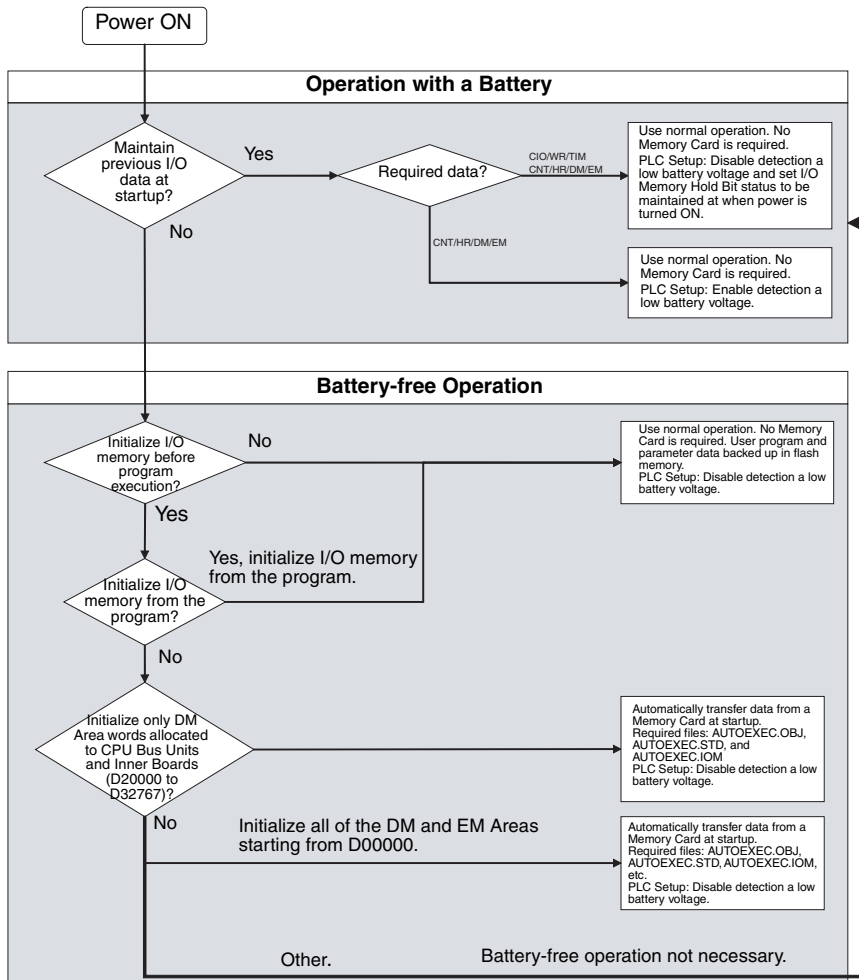 Power ON
Operation with a Battery
Maintain
previous I/O
data at
startup?
Yes
No
Required data?
CIO/WR/TIM
CNT/HR/DM/EM
CNT/HR/DM/EM
Use normal operation. No
Memory Card is required.
PLC Setup: Disable detection a
low battery voltage and set I/O
Memory Hold Bit status to be
maintained at when power is
turned ON.
Use normal operation. No
Memory Card is required.
PLC Setup: Enable detection a
low battery voltage.
Battery-free Operation
Initialize I/O
memory before
program
execution?
No
Yes
Use normal operation. No Memory
Card is required. User program and
parameter data backed up in flash
memory.
PLC Setup: Disable detection a low
battery voltage.
Yes, initialize I/O memory
from the program.
Initialize I/O
memory from the
program?
No
Initialize only DM
Area words allocated
to CPU Bus Units
and Inner Boards
(D20000 to
D32767)?
No
Automatically transfer data from a
Memory Card at startup.
Required files: AUTOEXEC.OBJ,
AUTOEXEC.STD, and
AUTOEXEC.IOM
PLC Setup: Disable detection a low
battery voltage.
Initialize all of the DM and EM Areas
starting from D00000.
Automatically transfer data from a
Memory Card at startup.
Required files: AUTOEXEC.OBJ,
AUTOEXEC.STD, AUTOEXEC.IOM,
etc.
PLC Setup: Disable detection a low
battery voltage.
Other.
Battery-free operation not necessary.